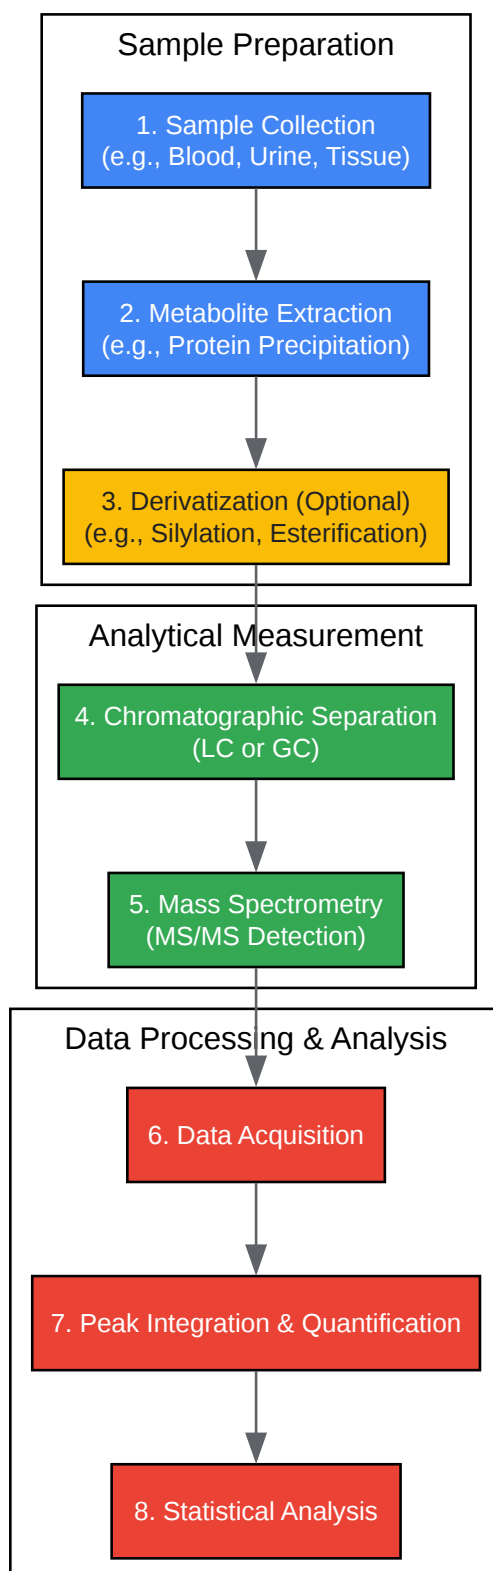 Sample Preparation
1. Sample Collection
(e.g., Blood, Urine, Tissue)
2. Metabolite Extraction
(e.g., Protein Precipitation)
3. Derivatization (Optional)
(e.g., Silylation, Esterification)
Analytical Measurement
4. Chromatographic Separation
(LC or GC)
5. Mass Spectrometry
(MS/MS Detection)
Data Processing & Analysis
6. Data Acquisition
7. Peak Integration & Quantification
8. Statistical Analysis